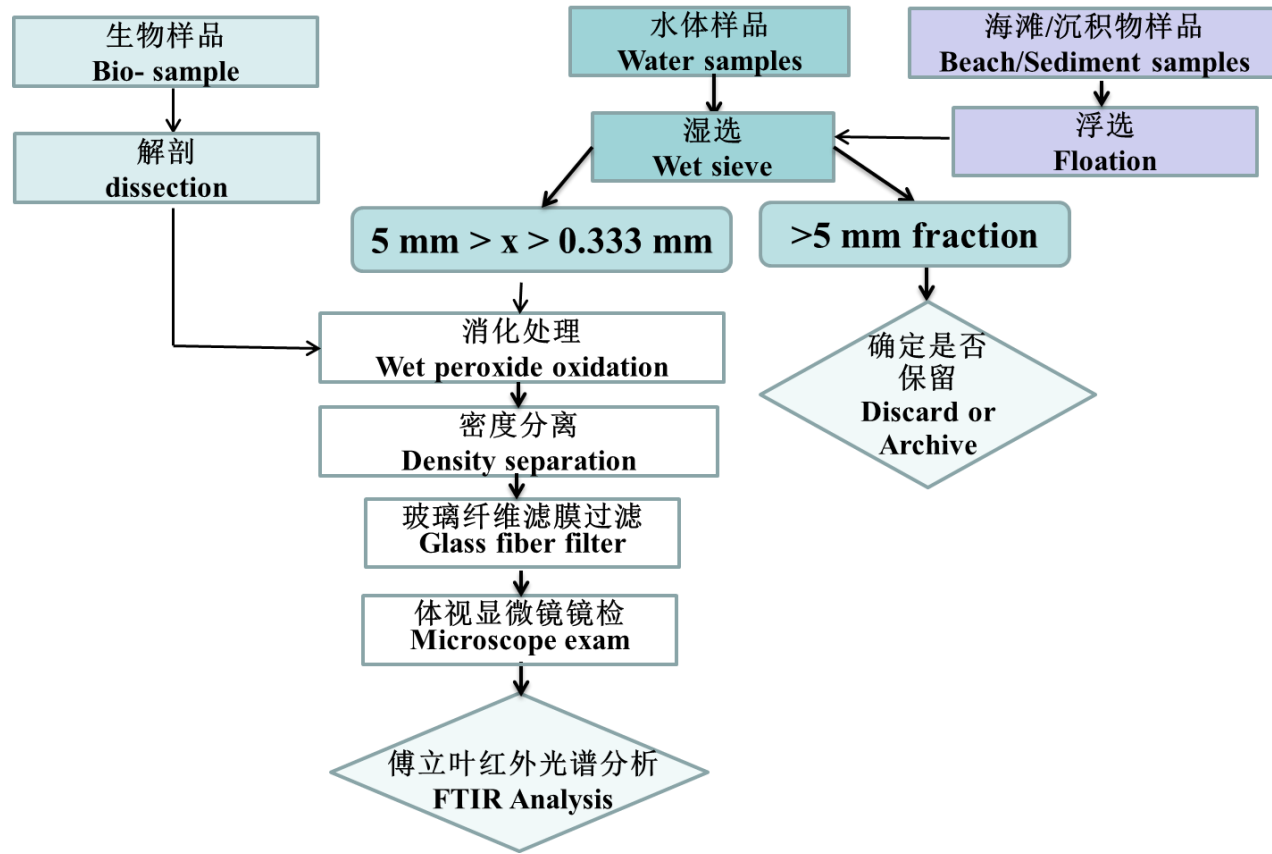 生物样品
Bio- sample
水体样品
Water samples
海滩/沉积物样品
Beach/Sediment samples
解剖
dissection
湿选
Wet sieve
浮选
Floation
5 mm > x > 0.333 mm
>5 mm fraction
消化处理
Wet peroxide oxidation
确定是否
保留
Discard or
Archive
密度分离
Density separation
玻璃纤维滤膜过滤
Glass fiber filter
体视显微镜镜检
Microscope exam
傅立叶红外光谱分析
FTIR Analysis